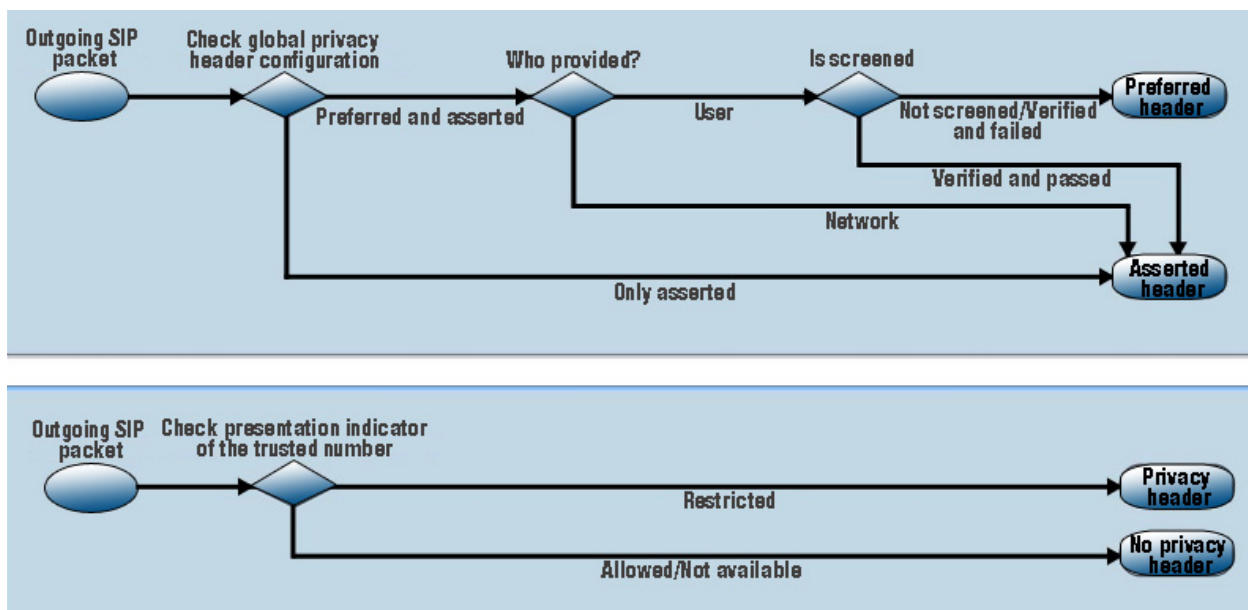 Outgoing SIP
packet
Check global privacy
header configuration
Who provided?
Is screened
Preferred and asserted
User
Not screened/Verified
and failed
Preferred
header
Verified and passed
Network
Only asserted
Asserted
header
Outgoing SIP
packet
Check presentation indicator
of the trusted number
Restricted
Privacy
header
Allowed/Not available
No privacy
header